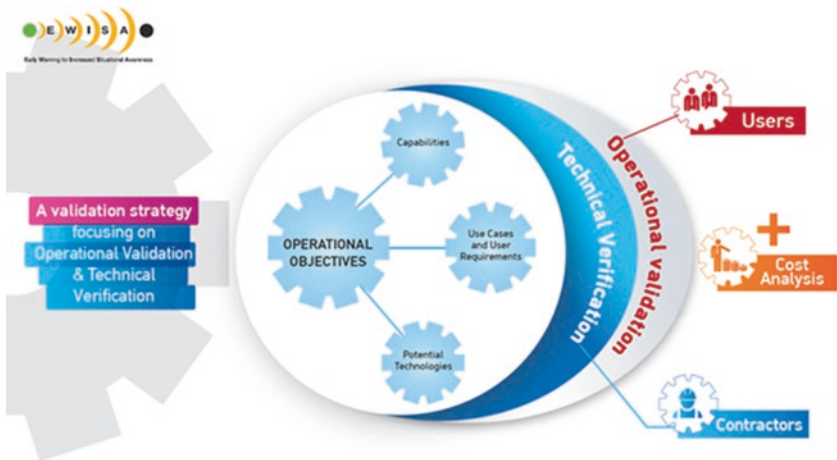 EWISA
Early Warning to Increased Situational Awareness
A validation strategy
focusing on
Operational Validation
& Technical
Verification
OPERATIONAL
OBJECTIVES
Capabilities
Use Cases
and User
Requirements
Potential
Technologies
Technical Verification
Operational validation
Users
+
Cost
Analysis
Contractors